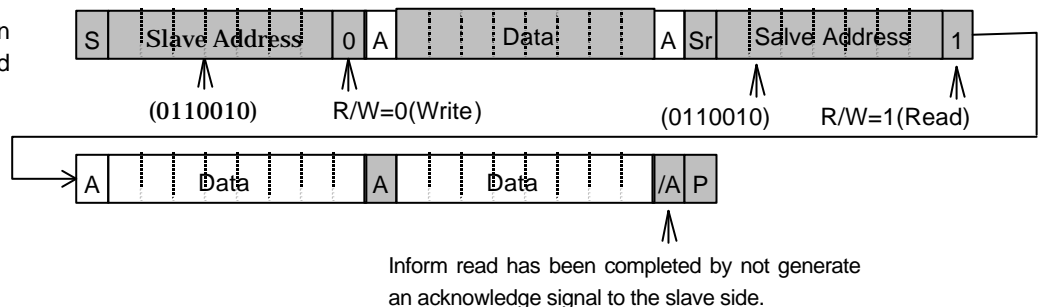 n
d
S Slave Address 0 A Data A Sr Salve Address 1
(0110010) R/W=0(Write) (0110010) R/W=1(Read)
A Data A Data /A P
Inform read has been completed by not generate
an acknowledge signal to the slave side.